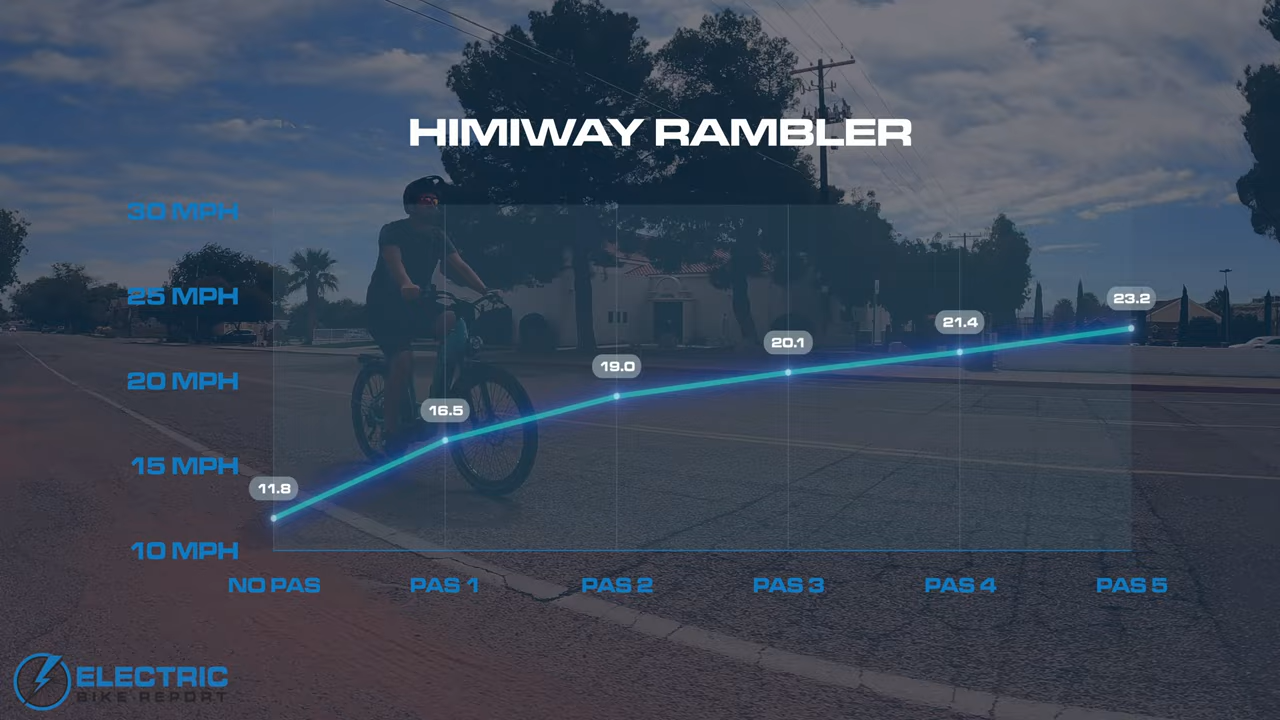 HIMIWAY RAMBLER
30 MPH
25 MPH
20 MPH
15 MPH
10 MPH
11.8
16.5
19.0
20.1
21.4
23.2
NO PAS
PAS 1
PAS 2
PAS 3
PAS 4
PAS 5
ELECTRIC
BIKE REPORT